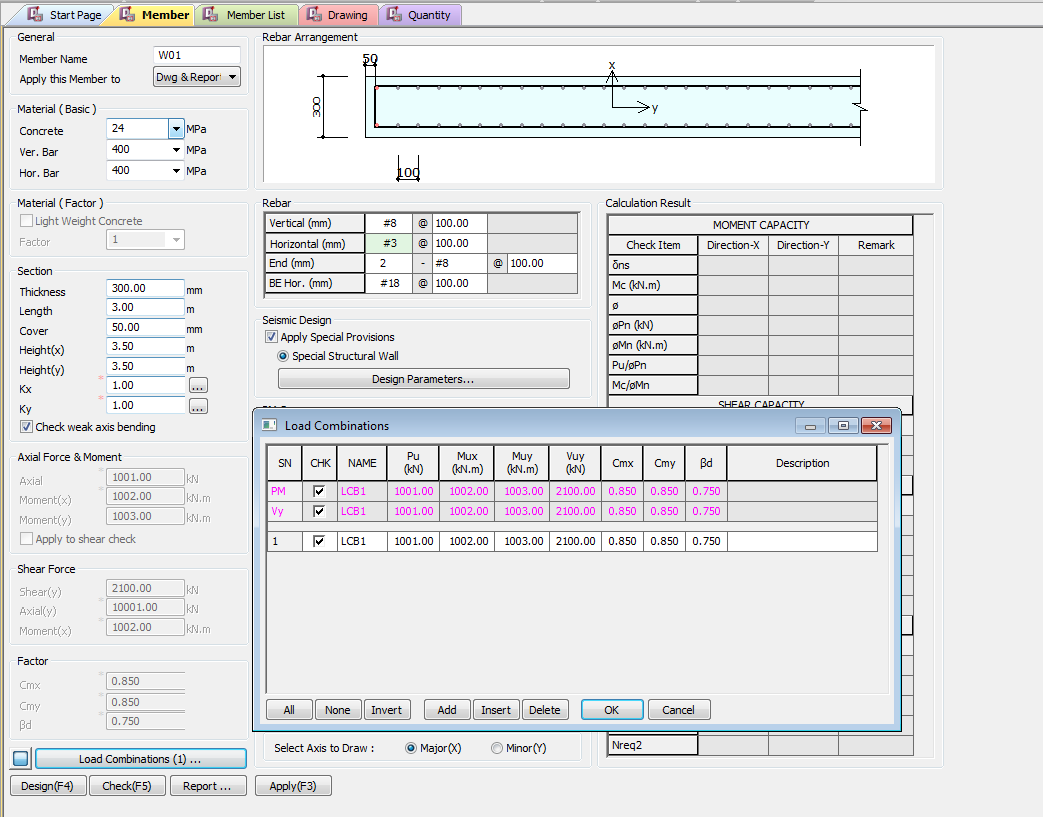 Start Page Member Member List Drawing Quantity
General
Member Name W01
Apply this Member to Dwg & Repor
Material ( Basic )
Concrete 24 MPa
Ver. Bar 400 MPa
Hor. Bar 400 MPa
Material ( Factor )
Light Weight Concrete
Factor 1
Section
Thickness 300.00 mm
Length 3.00 m
Cover 50.00 mm
Height(x) 3.50 m
Height(y) 3.50 m
Kx 1.00 ...
Ky 1.00 ...
Check weak axis bending
Axial Force & Moment
Axial 1001.00 kN
Moment(x) 1002.00 kN.m
Moment(y) 1003.00 kN.m
Apply to shear check
Shear Force
Shear(y) 2100.00 kN
Axial(y) 10001.00 kN
Moment(x) 1002.00 kN.m
Factor
Cmx 0.850
Cmy 0.850
βd 0.750
Load Combinations (1) ...
Design(F4) Check(F5) Report ... Apply(F3)
Rebar Arrangement
50
x
300
y
100
Rebar
Vertical (mm) #8 @ 100.00
Horizontal (mm) #3 @ 100.00
End (mm) 2 - #8 @ 100.00
BE Hor. (mm) #18 @ 100.00
Seismic Design
Apply Special Provisions
Special Structural Wall
Design Parameters...
Calculation Result
MOMENT CAPACITY
Check Item Direction-X Direction-Y Remark
δns
Mc (kN.m)
ø
øPn (kN)
øMn (kN.m)
Pu/øPn
Mc/øMn
SHEAR CAPACITY
Load Combinations
SN CHK NAME Pu (kN) Mux (kN.m) Muy (kN.m) Vuy (kN) Cmx Cmy βd Description
PM LCB1 1001.00 1002.00 1003.00 2100.00 0.850 0.850 0.750
Vy LCB1 1001.00 1002.00 1003.00 2100.00 0.850 0.850 0.750
1 LCB1 1001.00 1002.00 1003.00 2100.00 0.850 0.850 0.750
All None Invert Add Insert Delete OK Cancel
Select Axis to Draw : Major(X) Minor(Y)
Nreq2